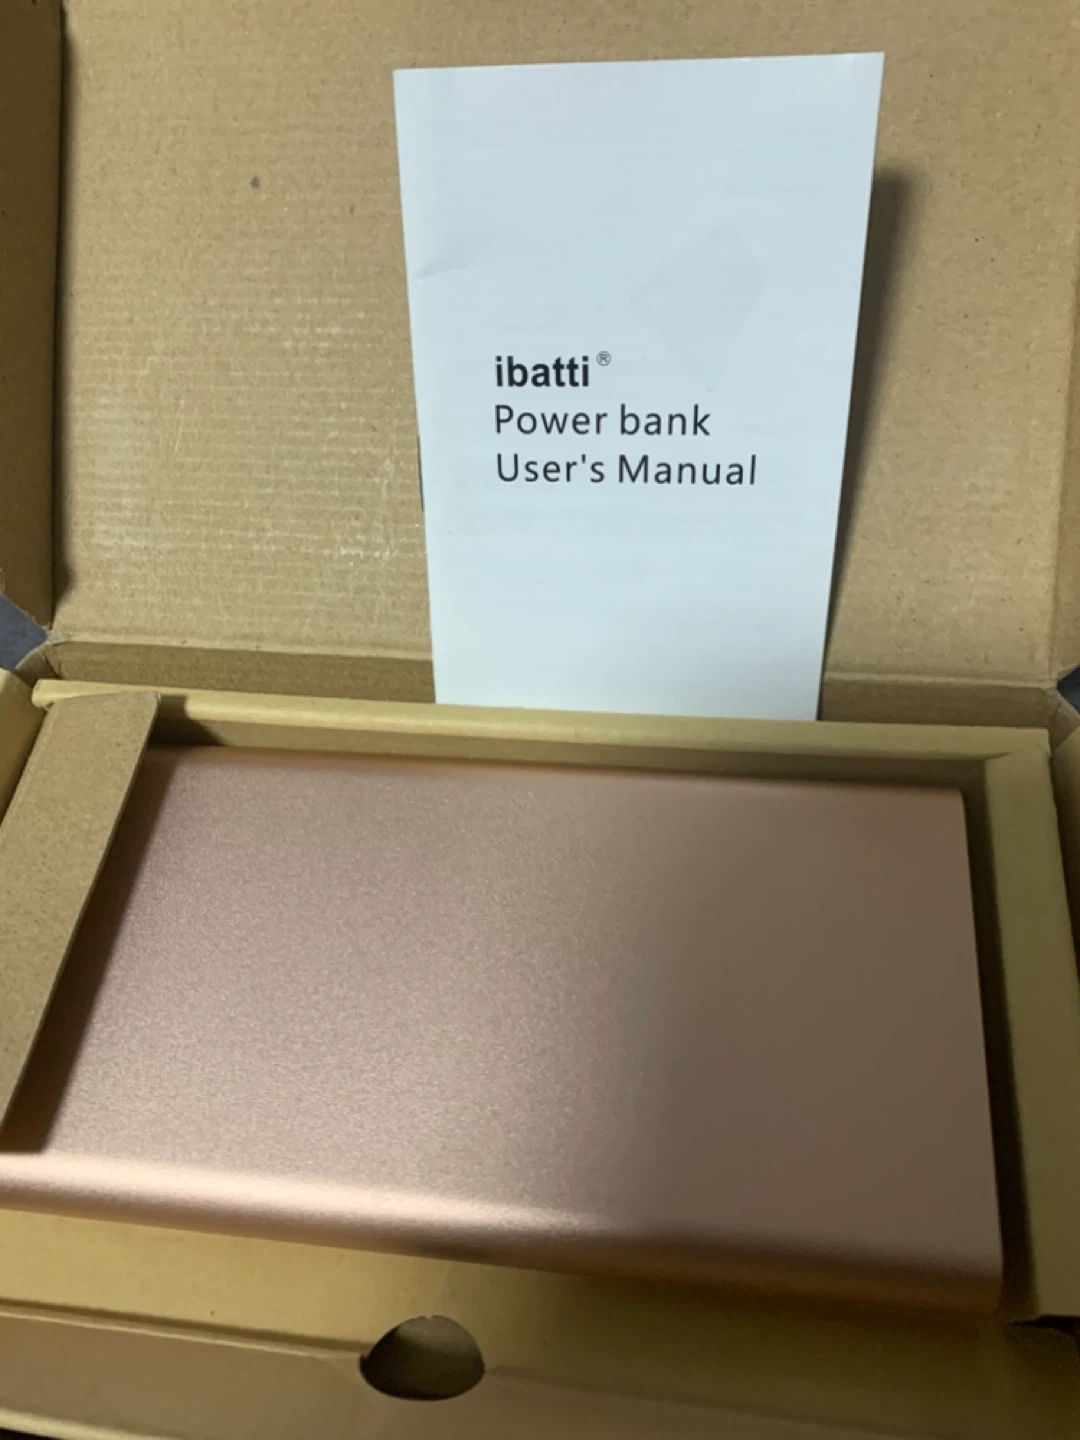 ibatti®
Power bank
User's Manual